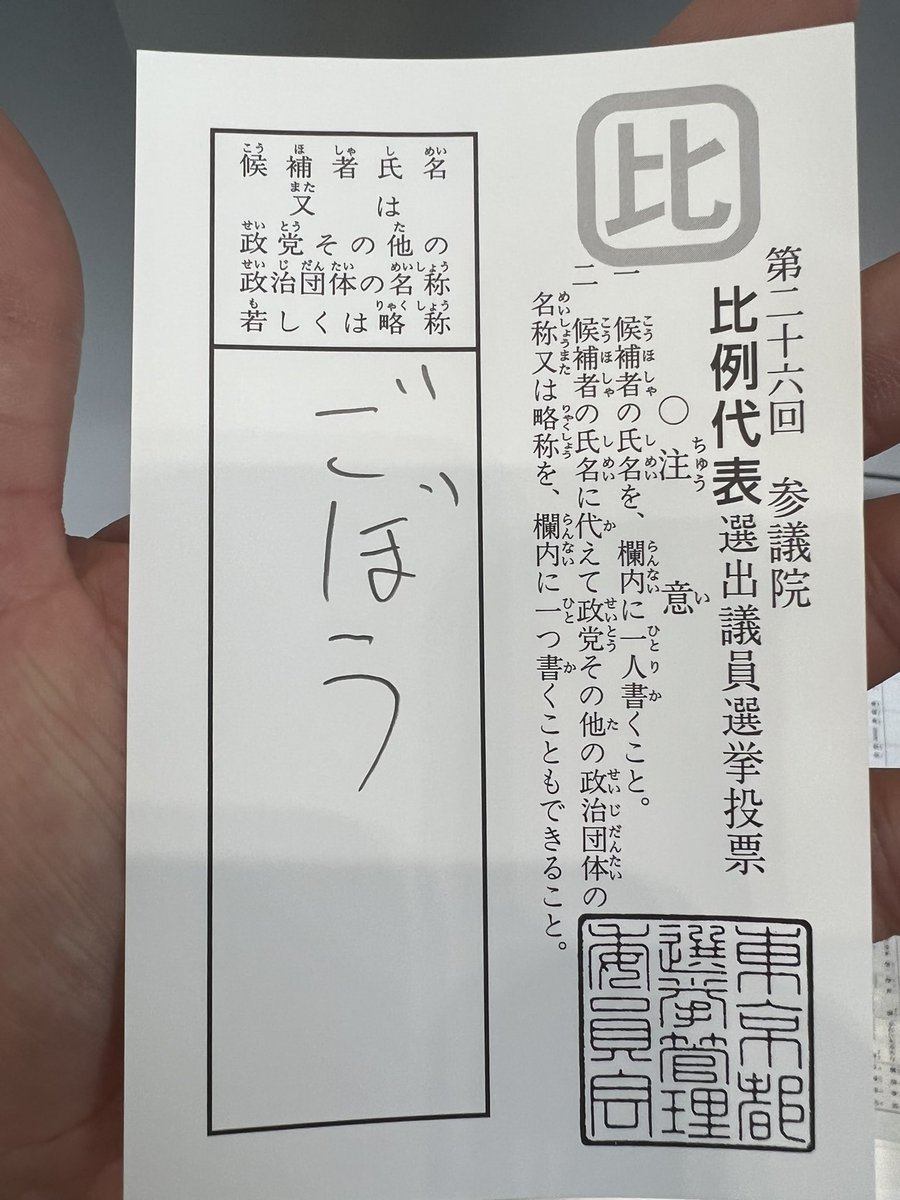 比
第二十六回　参議院
比例代表選出議員選挙投票
〇注意
一　候補者の氏名を、欄内に一人書くこと。
二　候補者の氏名に代えて政党その他の政治団体の
名称又は略称を、欄内に一つ書くこともできること。
候補者氏名
又は
政党その他の
政治団体の名称
若しくは略称
ごぼう
東京都
選挙管理
委員会